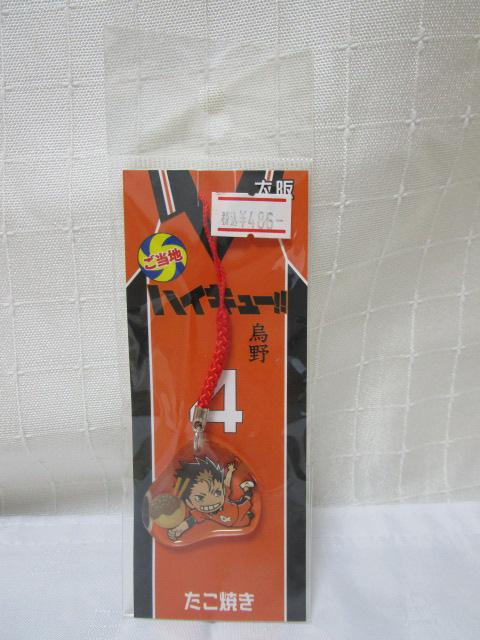 大阪
税込¥486-
ご当地
ハイキュー!!
烏野
4
たこ焼き